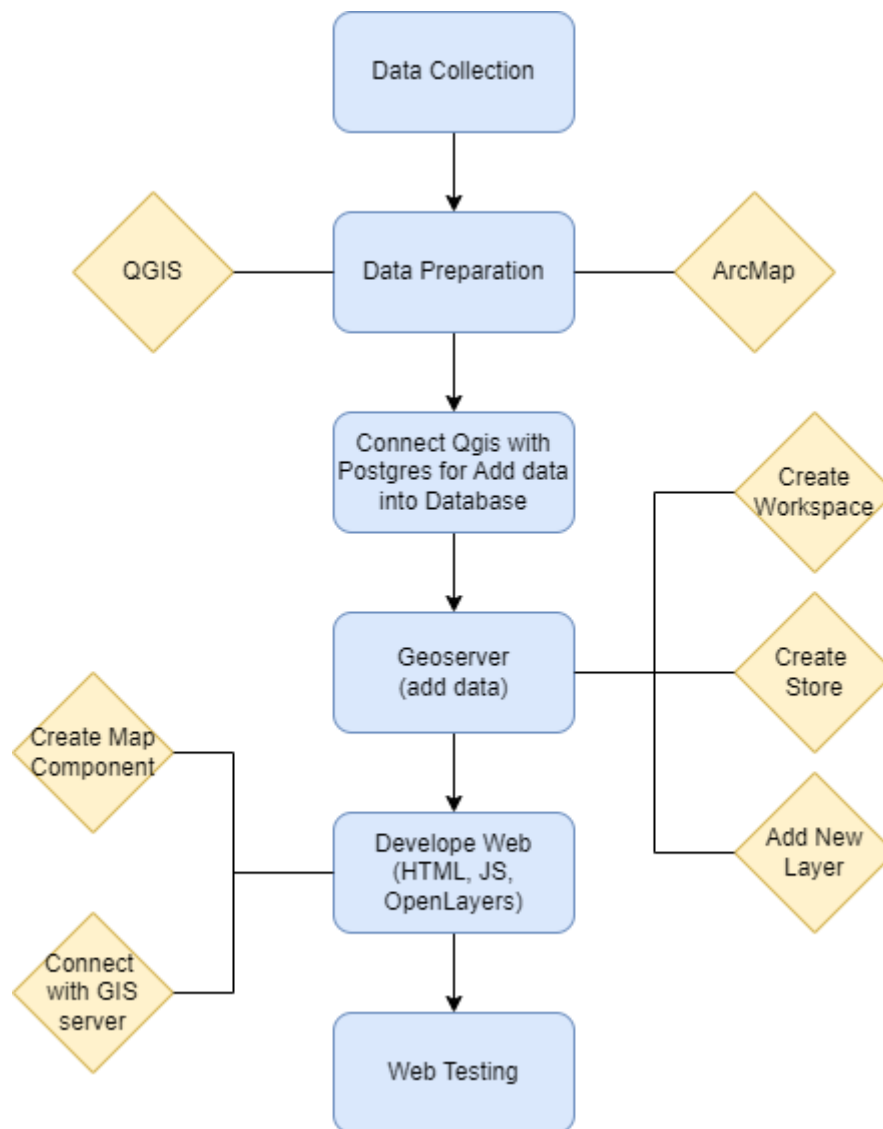 Data Collection
QGIS
Data Preparation
ArcMap
Connect Qgis with
Postgres for Add data
into Database
Create
Workspace
Geoserver
(add data)
Create
Store
Create Map
Component
Develope Web
(HTML, JS,
OpenLayers)
Add New
Layer
Connect
with GIS
server
Web Testing